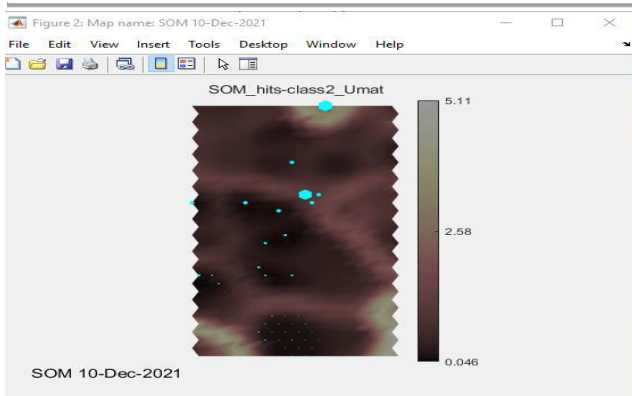 Figure 2: Map name: SOM 10-Dec-2021
File Edit View Insert Tools Desktop Window Help
SOM_hits-class2_Umat
5.11
2.58
0.046
SOM 10-Dec-2021